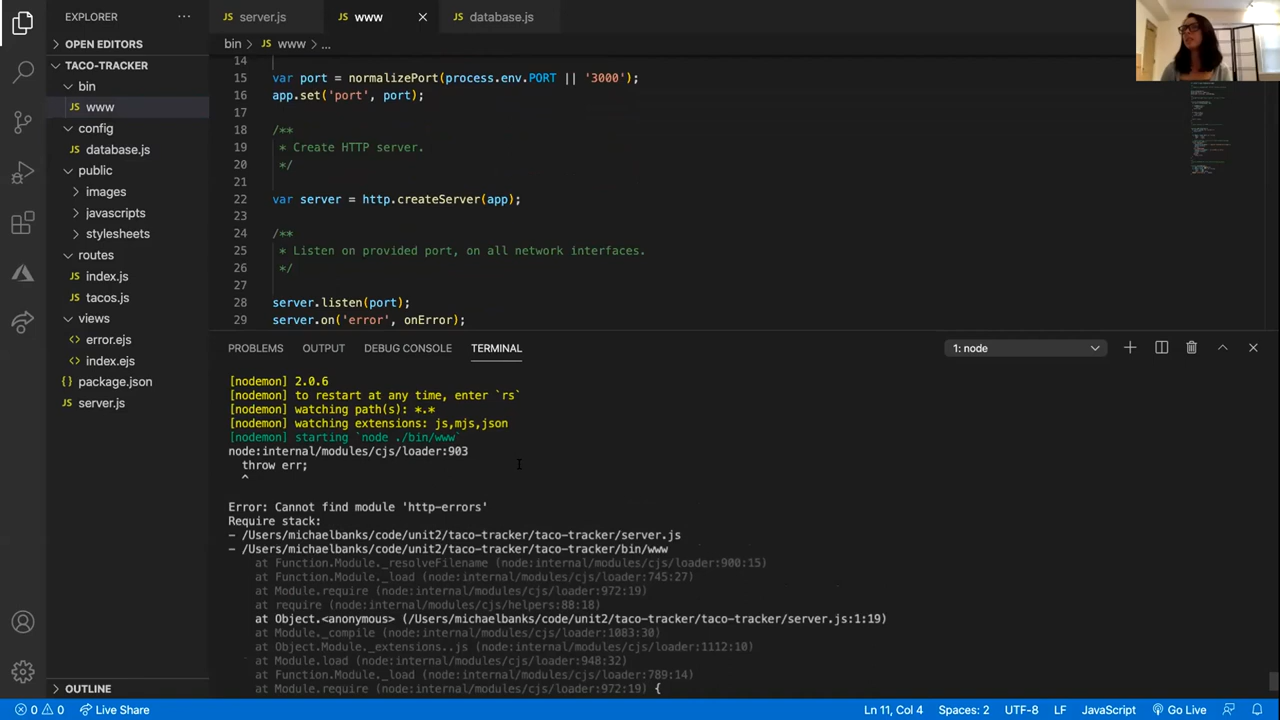 EXPLORER
OPEN EDITORS
TACO-TRACKER
bin
JS www
config
JS database.js
public
images
javascripts
stylesheets
routes
JS index.js
JS tacos.js
views
error.ejs
index.ejs
{} package.json
JS server.js
OUTLINE
JS server.js JS www JS database.js
bin JS www ...
14
15 var port = normalizePort(process.env.PORT || '3000');
16 app.set('port', port);
17
18 /**
19 * Create HTTP server.
20 */
21
22 var server = http.createServer(app);
23
24 /**
25 * Listen on provided port, on all network interfaces.
26 */
27
28 server.listen(port);
29 server.on('error', onError);
PROBLEMS OUTPUT DEBUG CONSOLE TERMINAL 1: node
[nodemon] 2.0.6
[nodemon] to restart at any time, enter `rs`
[nodemon] watching path(s): *.*
[nodemon] watching extensions: js,mjs,json
[nodemon] starting `node ./bin/www`
node:internal/modules/cjs/loader:903
throw err;
^
Error: Cannot find module 'http-errors'
Require stack:
- /Users/michaelbanks/code/unit2/taco-tracker/taco-tracker/server.js
- /Users/michaelbanks/code/unit2/taco-tracker/taco-tracker/bin/www
at Function.Module._resolveFilename (node:internal/modules/cjs/loader:900:15)
at Function.Module._load (node:internal/modules/cjs/loader:745:27)
at Module.require (node:internal/modules/cjs/loader:972:19)
at require (node:internal/modules/cjs/helpers:88:18)
at Object.<anonymous> (/Users/michaelbanks/code/unit2/taco-tracker/taco-tracker/server.js:1:19)
at Module._compile (node:internal/modules/cjs/loader:1083:30)
at Object.Module._extensions..js (node:internal/modules/cjs/loader:1112:10)
at Module.load (node:internal/modules/cjs/loader:948:32)
at Function.Module._load (node:internal/modules/cjs/loader:789:14)
at Module.require (node:internal/modules/cjs/loader:972:19) {
0 0 Live Share Ln 11, Col 4 Spaces: 2 UTF-8 LF JavaScript Go Live